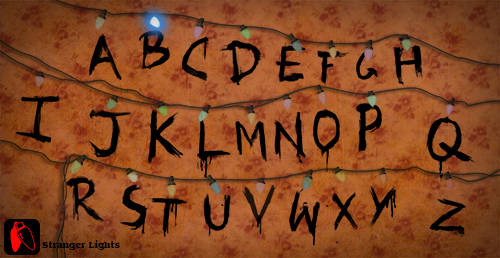 A B C D E F G H
I J K L M N O P Q
R S T U V W X Y Z
Stranger Lights